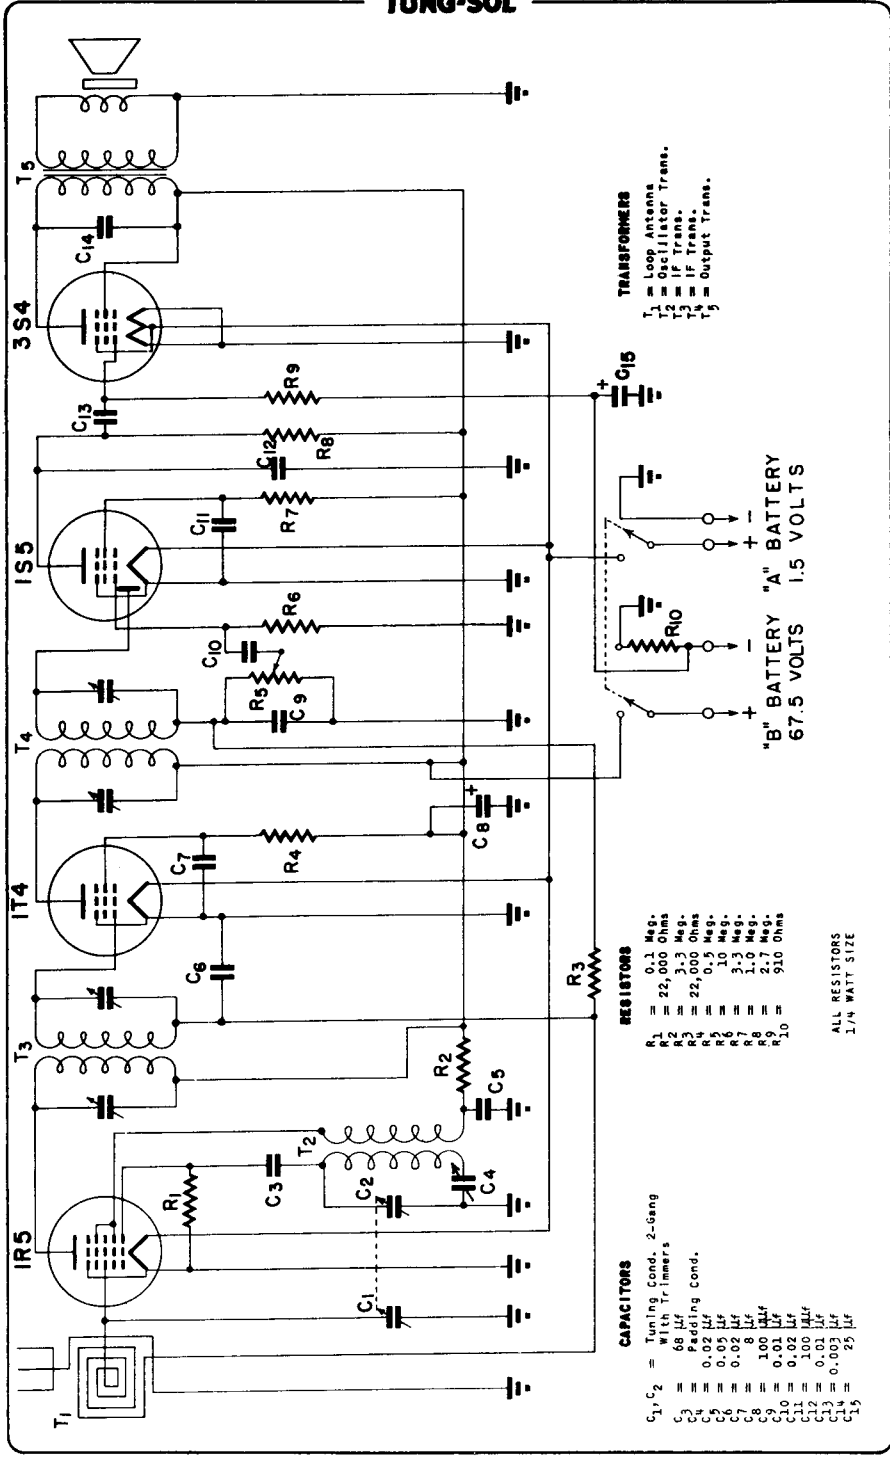 TUNG-SOL
1R5
1T4
1S5
3S4
T1
T3
T4
T5
R1
C1
C2
C3
T2
C4
C5
R2
C6
C7
R4
R3
C8
C9
R5
C10
R6
C11
R7
C12
R8
C13
R9
C14
C15
+
+
R10
+ - + -
"B" BATTERY
67.5 VOLTS
"A" BATTERY
1.5 VOLTS
CAPACITORS
C1, C2 = Tuning Cond. 2-Gang
With Trimmers
C3 = 68 µµf
C4 = Padding Cond.
C5 = 0.02 µf
C6 = 0.05 µf
C7 = 0.02 µf
C8 = 8 µf
C9 = 100 µµf
C10 = 0.01 µf
C11 = 0.02 µf
C12 = 100 µµf
C13 = 0.01 µf
C14 = 0.003 µf
C15 = 25 µf
RESISTORS
R1 = 0.1 Meg.
R2 = 22,000 Ohms
R3 = 3.3 Meg.
R4 = 22,000 Ohms
R5 = 0.5 Meg.
R6 = 10 Meg.
R7 = 3.3 Meg.
R8 = 1.0 Meg.
R9 = 2.7 Meg.
R10 = 910 Ohms
ALL RESISTORS
1/4 WATT SIZE
TRANSFORMERS
T1 = Loop Antenna
T2 = Oscillator Trans.
T3 = IF Trans.
T4 = IF Trans.
T5 = Output Trans.